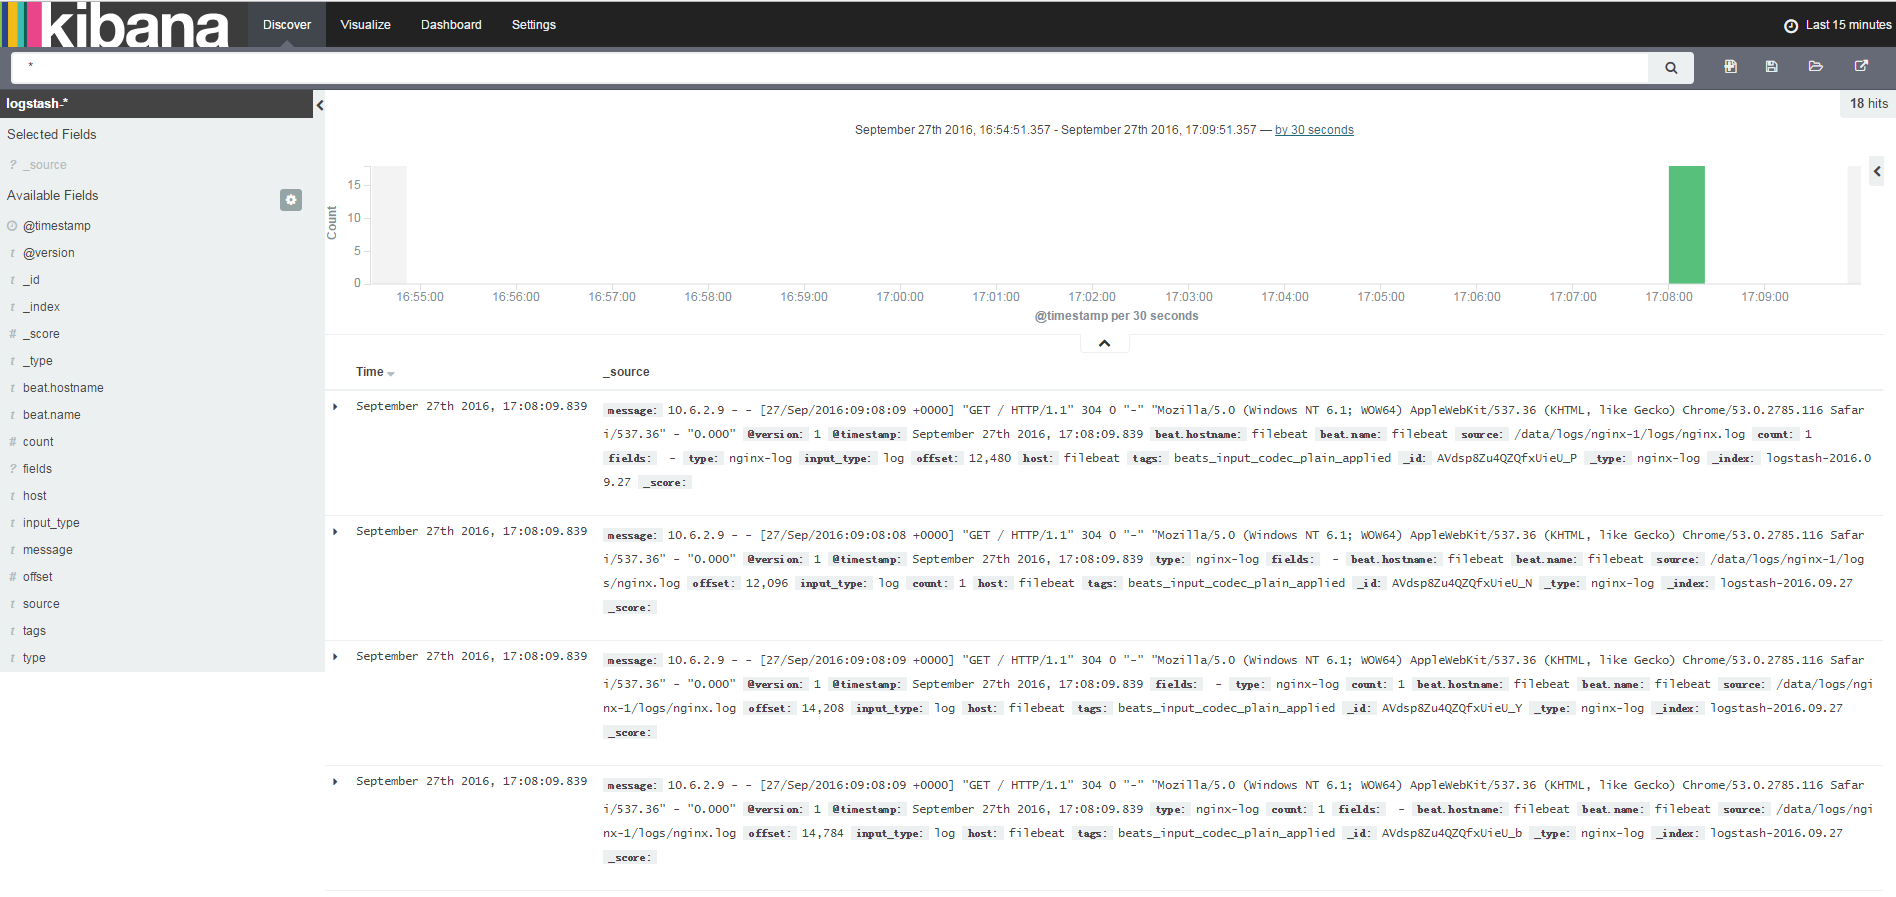 kibana
Discover Visualize Dashboard Settings
Last 15 minutes
*
logstash-*
18 hits
Selected Fields
? _source
Available Fields
@timestamp
t @version
t _id
t _index
# _score
t _type
t beat.hostname
t beat.name
# count
? fields
t host
t input_type
t message
# offset
t source
t tags
t type
September 27th 2016, 16:54:51.357 - September 27th 2016, 17:09:51.357 — by 30 seconds
Count
15
10
5
0
16:55:00 16:56:00 16:57:00 16:58:00 16:59:00 17:00:00 17:01:00 17:02:00 17:03:00 17:04:00 17:05:00 17:06:00 17:07:00 17:08:00 17:09:00
@timestamp per 30 seconds
Time _source
September 27th 2016, 17:08:09.839
message: 10.6.2.9 - - [27/Sep/2016:09:08:09 +0000] "GET / HTTP/1.1" 304 0 "-" "Mozilla/5.0 (Windows NT 6.1; WOW64) AppleWebKit/537.36 (KHTML, like Gecko) Chrome/53.0.2785.116 Safar
i/537.36" - "0.000" @version: 1 @timestamp: September 27th 2016, 17:08:09.839 beat.hostname: filebeat beat.name: filebeat source: /data/logs/nginx-1/logs/nginx.log count: 1
fields: - type: nginx-log input_type: log offset: 12,480 host: filebeat tags: beats_input_codec_plain_applied _id: AVdsp8Zu4QZQfxUieU_P _type: nginx-log _index: logstash-2016.0
9.27 _score:
September 27th 2016, 17:08:09.839
message: 10.6.2.9 - - [27/Sep/2016:09:08:08 +0000] "GET / HTTP/1.1" 304 0 "-" "Mozilla/5.0 (Windows NT 6.1; WOW64) AppleWebKit/537.36 (KHTML, like Gecko) Chrome/53.0.2785.116 Safar
i/537.36" - "0.000" @version: 1 @timestamp: September 27th 2016, 17:08:09.839 type: nginx-log fields: - beat.hostname: filebeat beat.name: filebeat source: /data/logs/nginx-1/log
s/nginx.log offset: 12,096 input_type: log count: 1 host: filebeat tags: beats_input_codec_plain_applied _id: AVdsp8Zu4QZQfxUieU_N _type: nginx-log _index: logstash-2016.09.27
_score:
September 27th 2016, 17:08:09.839
message: 10.6.2.9 - - [27/Sep/2016:09:08:09 +0000] "GET / HTTP/1.1" 304 0 "-" "Mozilla/5.0 (Windows NT 6.1; WOW64) AppleWebKit/537.36 (KHTML, like Gecko) Chrome/53.0.2785.116 Safar
i/537.36" - "0.000" @version: 1 @timestamp: September 27th 2016, 17:08:09.839 fields: - type: nginx-log count: 1 beat.hostname: filebeat beat.name: filebeat source: /data/logs/ngi
nx-1/logs/nginx.log offset: 14,208 input_type: log host: filebeat tags: beats_input_codec_plain_applied _id: AVdsp8Zu4QZQfxUieU_Y _type: nginx-log _index: logstash-2016.09.27
_score:
September 27th 2016, 17:08:09.839
message: 10.6.2.9 - - [27/Sep/2016:09:08:09 +0000] "GET / HTTP/1.1" 304 0 "-" "Mozilla/5.0 (Windows NT 6.1; WOW64) AppleWebKit/537.36 (KHTML, like Gecko) Chrome/53.0.2785.116 Safar
i/537.36" - "0.000" @version: 1 @timestamp: September 27th 2016, 17:08:09.839 type: nginx-log count: 1 fields: - beat.hostname: filebeat beat.name: filebeat source: /data/logs/ngi
nx-1/logs/nginx.log offset: 14,784 input_type: log host: filebeat tags: beats_input_codec_plain_applied _id: AVdsp8Zu4QZQfxUieU_b _type: nginx-log _index: logstash-2016.09.27
_score: